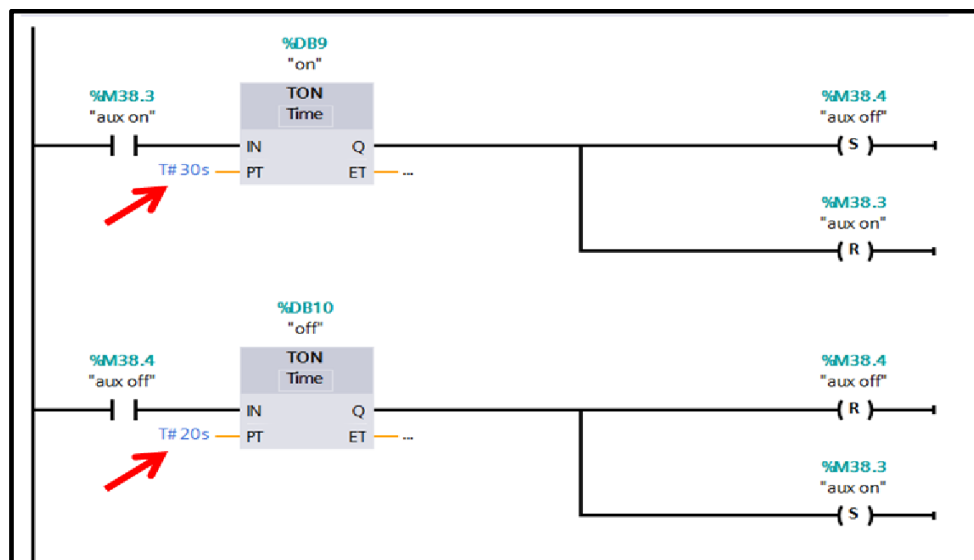 %DB9
"on"
%M38.3
"aux on"
TON
Time
%M38.4
"aux off"
IN Q
( S )
T# 30s PT ET ...
%M38.3
"aux on"
( R )
%DB10
"off"
%M38.4
"aux off"
TON
Time
%M38.4
"aux off"
IN Q
( R )
T# 20s PT ET ...
%M38.3
"aux on"
( S )